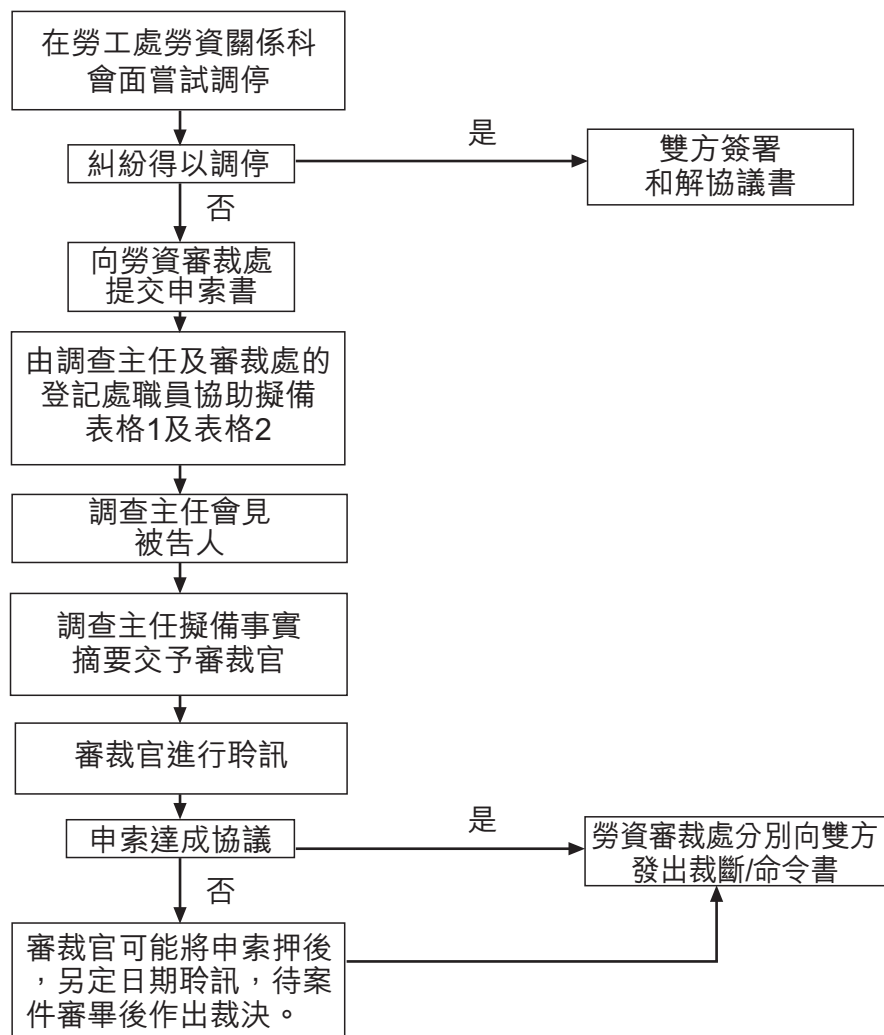 在勞工處勞資關係科
會面嘗試調停
糾紛得以調停
是
雙方簽署
和解協議書
否
向勞資審裁處
提交申索書
由調查主任及審裁處的
登記處職員協助擬備
表格1及表格2
調查主任會見
被告人
調查主任擬備事實
摘要交予審裁官
審裁官進行聆訊
申索達成協議
是
勞資審裁處分別向雙方
發出裁斷/命令書
否
審裁官可能將申索押後
，另定日期聆訊，待案
件審畢後作出裁決。